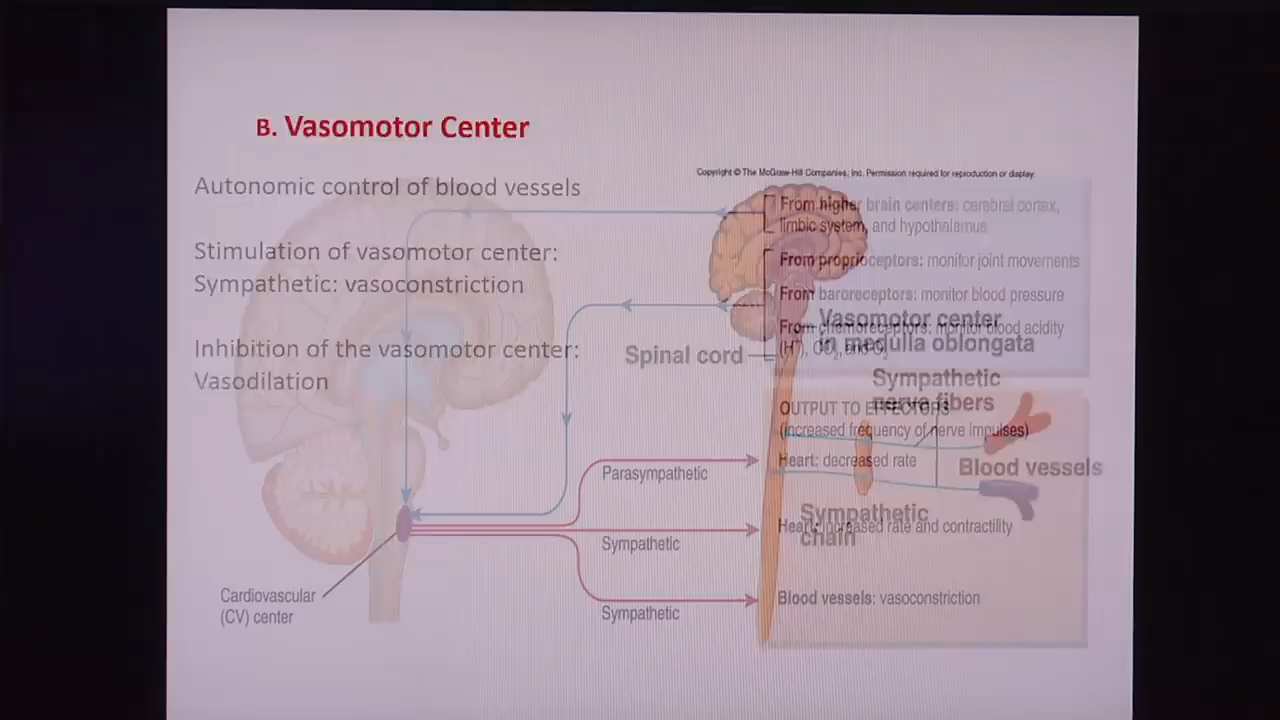 B. Vasomotor Center
Autonomic control of blood vessels
Stimulation of vasomotor center:
Sympathetic: vasoconstriction
Inhibition of the vasomotor center:
Vasodilation
Copyright © The McGraw-Hill Companies, Inc. Permission required for reproduction or display.
From higher brain centers: cerebral cortex,
limbic system, and hypothalamus
From proprioceptors: monitor joint movements
From baroreceptors: monitor blood pressure
From chemoreceptors: monitor blood acidity
(H+), CO2, and O2
Vasomotor center
in medulla oblongata
Spinal cord
Sympathetic
nerve fibers
OUTPUT TO EFFECTORS
(increased frequency of nerve impulses)
Heart: decreased rate
Blood vessels
Parasympathetic
Sympathetic
chain
Heart: increased rate and contractility
Sympathetic
Blood vessels: vasoconstriction
Sympathetic
Cardiovascular
(CV) center